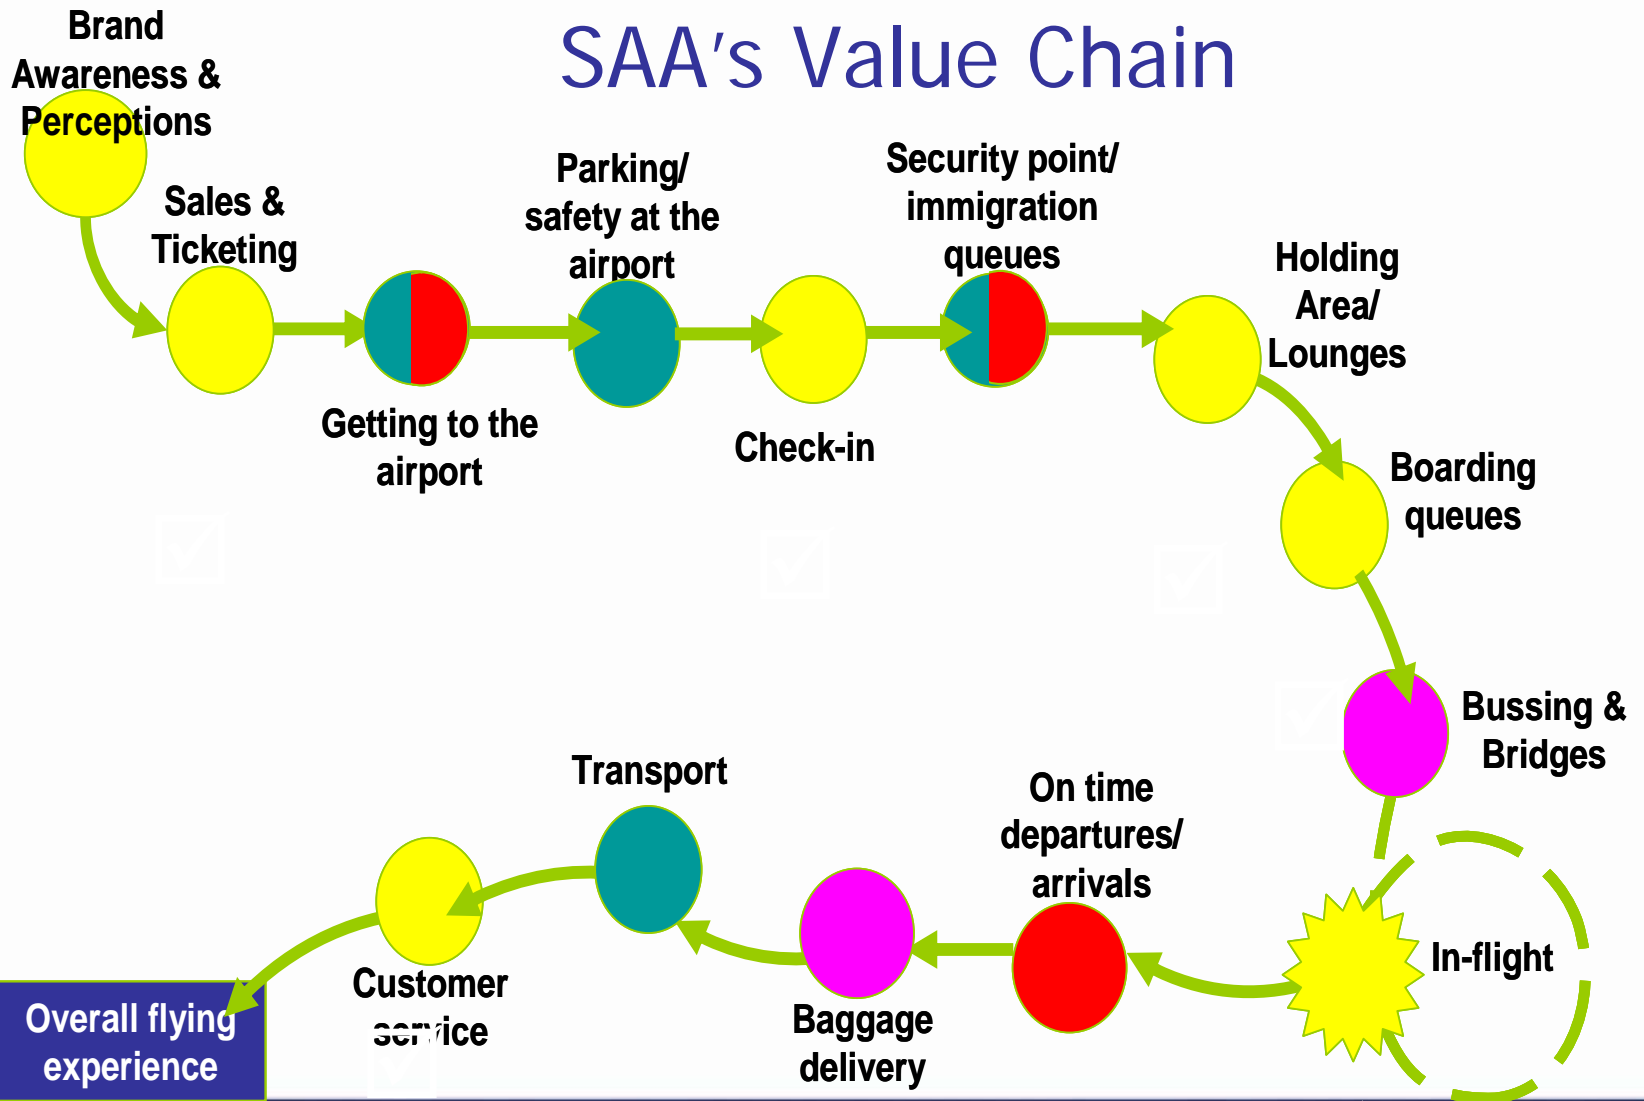 SAA's Value Chain
Brand
Awareness &
Perceptions
Sales &
Ticketing
Getting to the
airport
Parking/
safety at the
airport
Check-in
Security point/
immigration
queues
Holding
Area/
Lounges
Boarding
queues
Bussing &
Bridges
In-flight
On time
departures/
arrivals
Baggage
delivery
Transport
Customer
service
Overall flying
experience